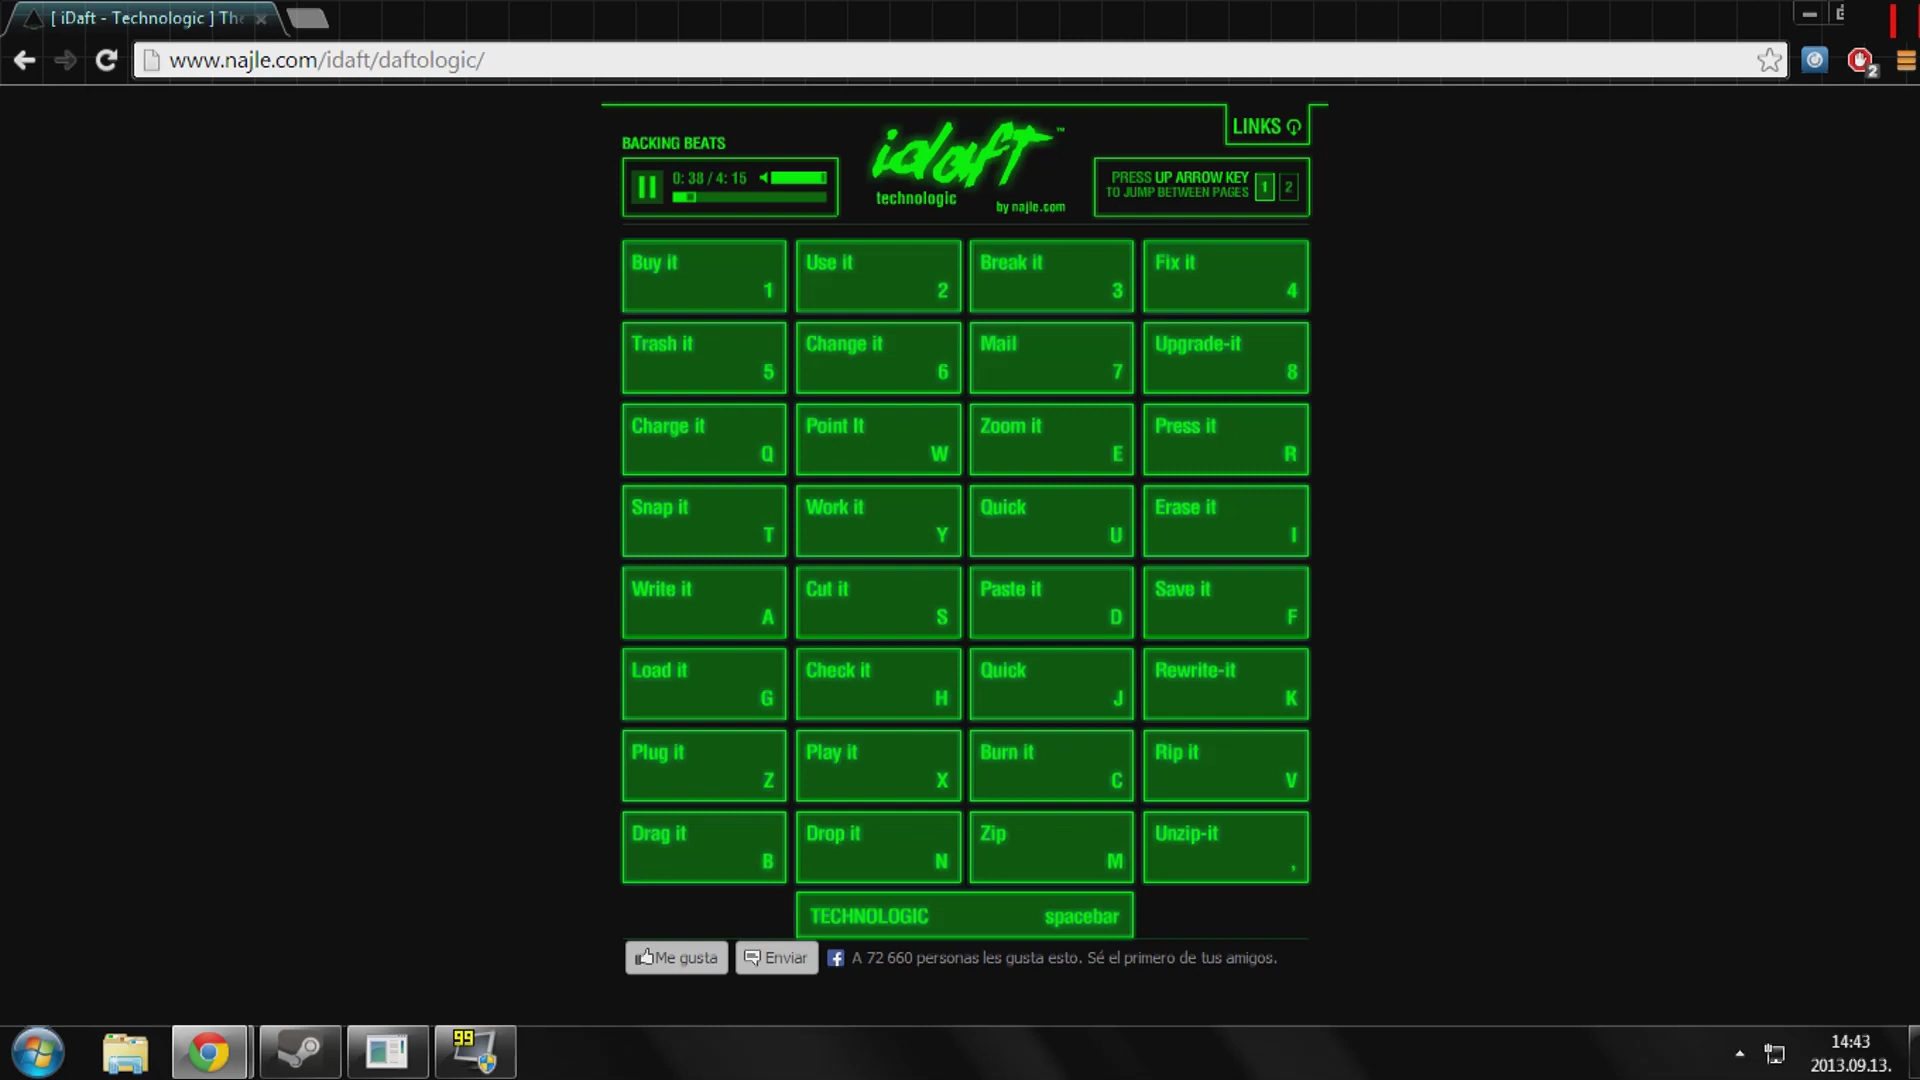 [ iDaft - Technologic ] The
www.najle.com/idaft/daftologic/
2
LINKS
BACKING BEATS
idafT™
technologic
by najle.com
0: 38 / 4: 15
PRESS UP ARROW KEY
TO JUMP BETWEEN PAGES
1 2
Buy it 1
Use it 2
Break it 3
Fix it 4
Trash it 5
Change it 6
Mail 7
Upgrade-it 8
Charge it Q
Point It W
Zoom it E
Press it R
Snap it T
Work it Y
Quick U
Erase it I
Write it A
Cut it S
Paste it D
Save it F
Load it G
Check it H
Quick J
Rewrite-it K
Plug it Z
Play it X
Burn it C
Rip it V
Drag it B
Drop it N
Zip M
Unzip-it ,
TECHNOLOGIC spacebar
Me gusta
Enviar
A 72 660 personas les gusta esto. Sé el primero de tus amigos.
99
14:43
2013.09.13.